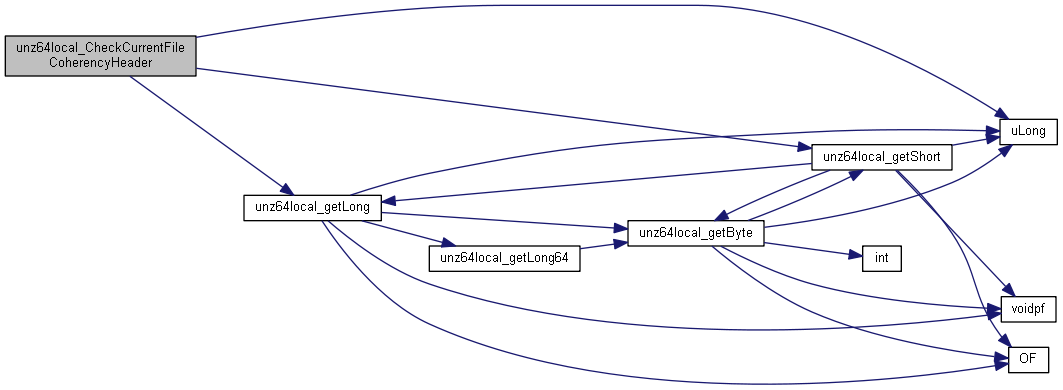 unz64local_CheckCurrentFile
CoherencyHeader
uLong
unz64local_getShort
unz64local_getLong
unz64local_getByte
unz64local_getLong64
int
voidpf
OF